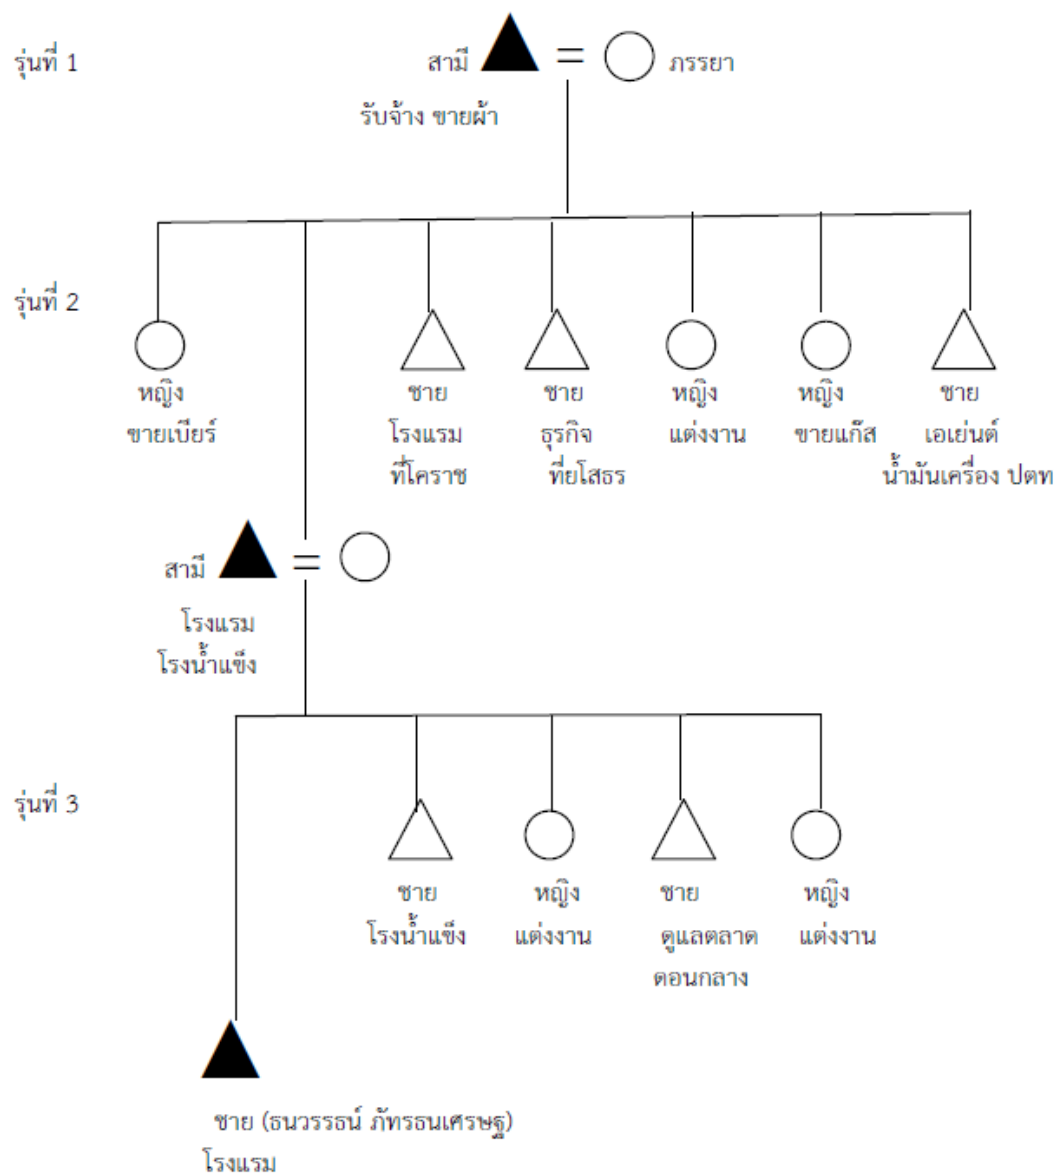 รุ่นที่ 1
สามี = ภรรยา
รับจ้าง ขายผ้า
รุ่นที่ 2
หญิง ชาย ชาย หญิง หญิง ชาย
ขายเบียร์ โรงแรม ธุรกิจ แต่งงาน ขายแก๊ส เอเย่นต์
ที่โคราช ที่ยโสธร น้ำมันเครื่อง ปตท
สามี =
โรงแรม
โรงน้ำแข็ง
รุ่นที่ 3
ชาย หญิง ชาย หญิง
โรงน้ำแข็ง แต่งงาน ดูแลตลาด แต่งงาน
ดอนกลาง
ชาย (ธนวรรธน์ ภัทรธนเศรษฐ)
โรงแรม